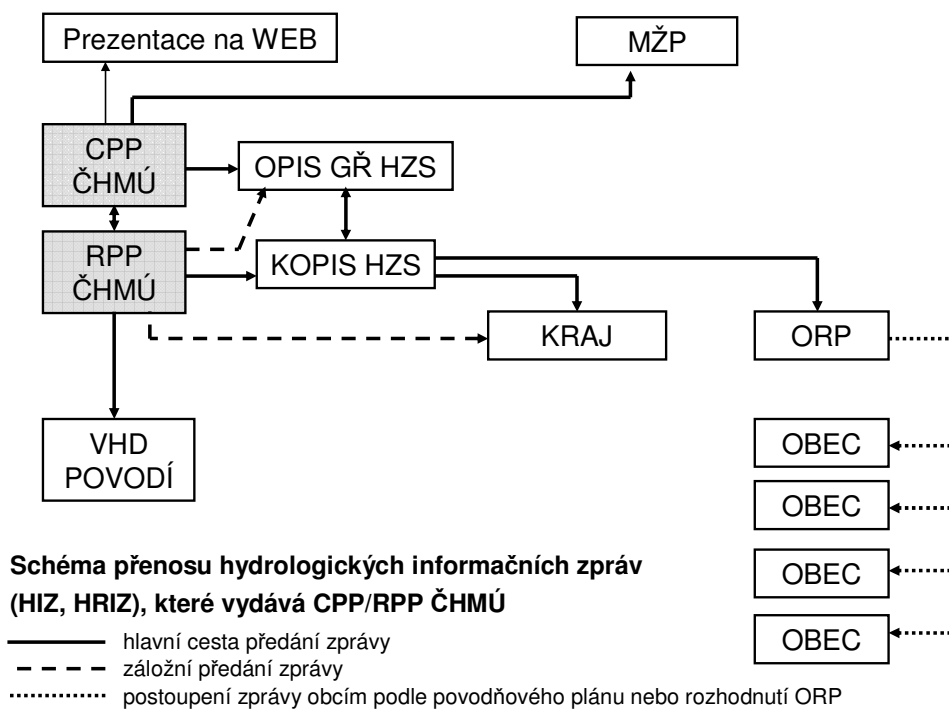 Prezentace na WEB
MŽP
CPP
ČHMÚ
OPIS GŘ HZS
RPP
ČHMÚ
KOPIS HZS
KRAJ
ORP
VHD
POVODÍ
OBEC
OBEC
OBEC
OBEC
Schéma přenosu hydrologických informačních zpráv
(HIZ, HRIZ), které vydává CPP/RPP ČHMÚ
hlavní cesta předání zprávy
záložní předání zprávy
postoupení zprávy obcím podle povodňového plánu nebo rozhodnutí ORP